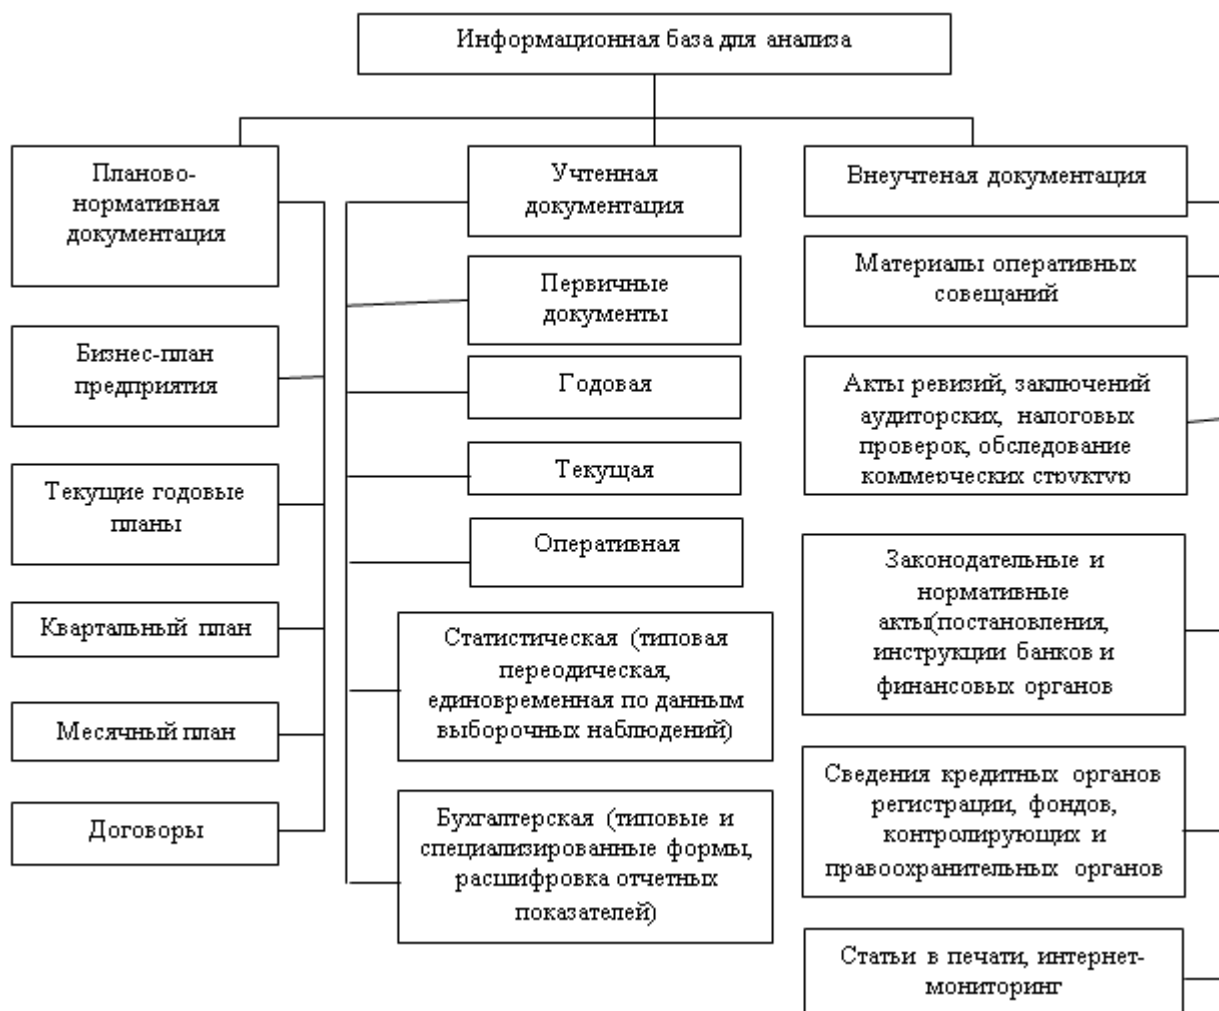 Информационная база для анализа
Планово-
нормативная
документация
Бизнес-план
предприятия
Текущие годовые
планы
Квартальный план
Месячный план
Договоры
Учтенная
документация
Первичные
документы
Годовая
Текущая
Оперативная
Статистическая (типовая
переодическая,
единовременная по данным
выборочных наблюдений)
Бухгалтерская (типовые и
специализированные формы,
расшифровка отчетных
показателей)
Внеучтеная документация
Материалы оперативных
совещаний
Акты ревизий, заключений
аудиторских, налоговых
проверок, обследование
коммерческих структур
Законодательные и
нормативные
акты(постановления,
инструкции банков и
финансовых органов
Сведения кредитных органов
регистрации, фондов,
контролирующих и
правоохранительных органов
Статьи в печати, интернет-
мониторинг